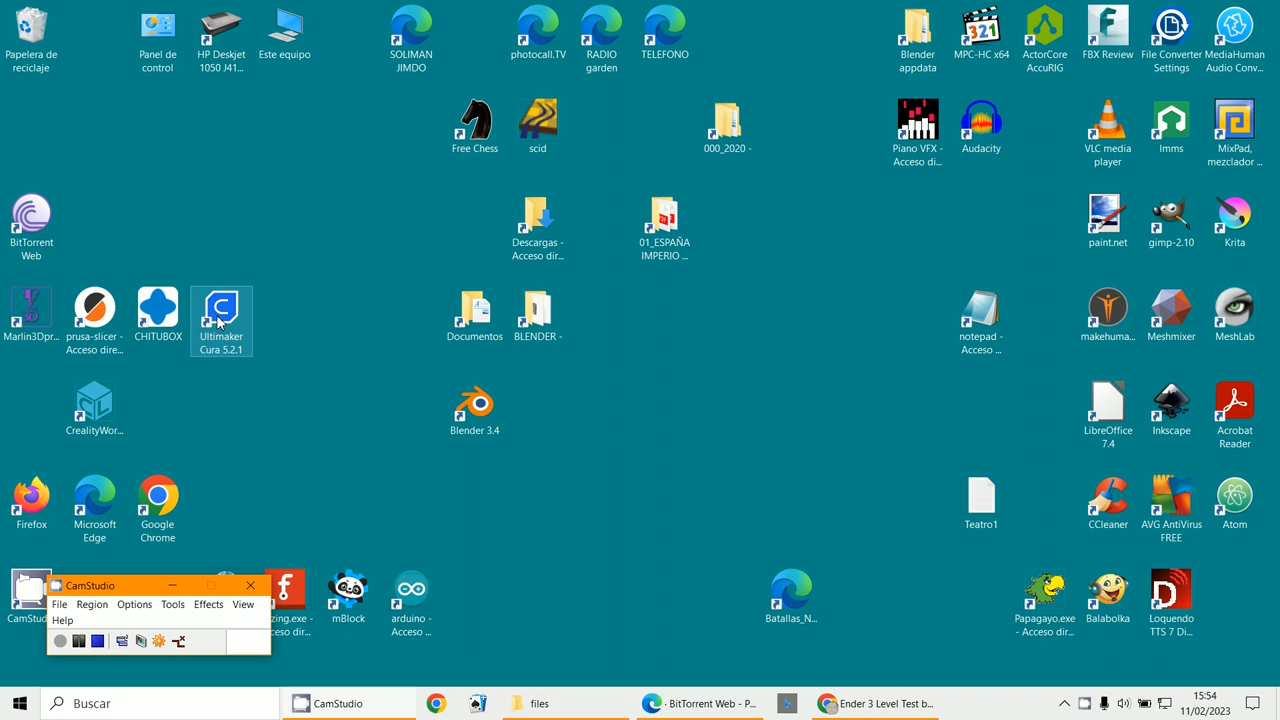 Papelera de
reciclaje
Panel de
control
HP Deskjet
1050 J41...
Este equipo
SOLIMAN
JIMDO
photocall.TV
RADIO
garden
TELEFONO
Blender
appdata
321
MPC-HC x64
ActorCore
AccuRIG
FBX Review
File Converter
Settings
MediaHuman
Audio Conv...
Free Chess
scid
000_2020 -
Piano VFX -
Acceso di...
Audacity
VLC media
player
lmms
MixPad,
mezclador ...
BitTorrent
Web
Descargas -
Acceso dir...
01_ESPAÑA
IMPERIO ...
paint.net
gimp-2.10
Krita
Marlin3Dpr...
prusa-slicer -
Acceso dire...
CHITUBOX
Ultimaker
Cura 5.2.1
Documentos
BLENDER -
notepad -
Acceso ...
makehuma...
Meshmixer
MeshLab
CrealityWor...
Blender 3.4
LibreOffice
7.4
Inkscape
Acrobat
Reader
Firefox
Microsoft
Edge
Google
Chrome
Teatro1
CCleaner
AVG AntiVirus
FREE
Atom
CamStudio
File Region Options Tools Effects View
Help
CamStu
zing.exe -
cceso dir...
mBlock
arduino -
Acceso ...
Batallas_N...
Papagayo.exe
- Acceso dir...
Balabolka
Loquendo
TTS 7 Di...
Buscar
CamStudio
files
· BitTorrent Web - P...
Ender 3 Level Test b...
15:54
11/02/2023